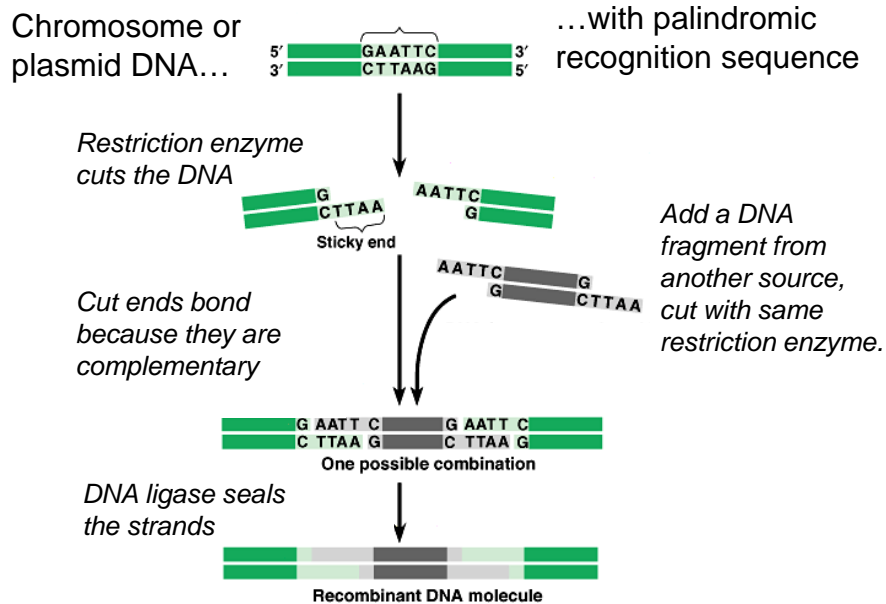 Chromosome or
plasmid DNA…
…with palindromic
recognition sequence
5′ GAATTC 3′
3′ CTTAAG 5′
Restriction enzyme
cuts the DNA
G
CTTAA
AATTC
G
Sticky end
Add a DNA
fragment from
another source,
cut with same
restriction enzyme.
AATTC G
G CTTAA
Cut ends bond
because they are
complementary
G AATT C G AATT C
C TTAA G C TTAA G
One possible combination
DNA ligase seals
the strands
Recombinant DNA molecule